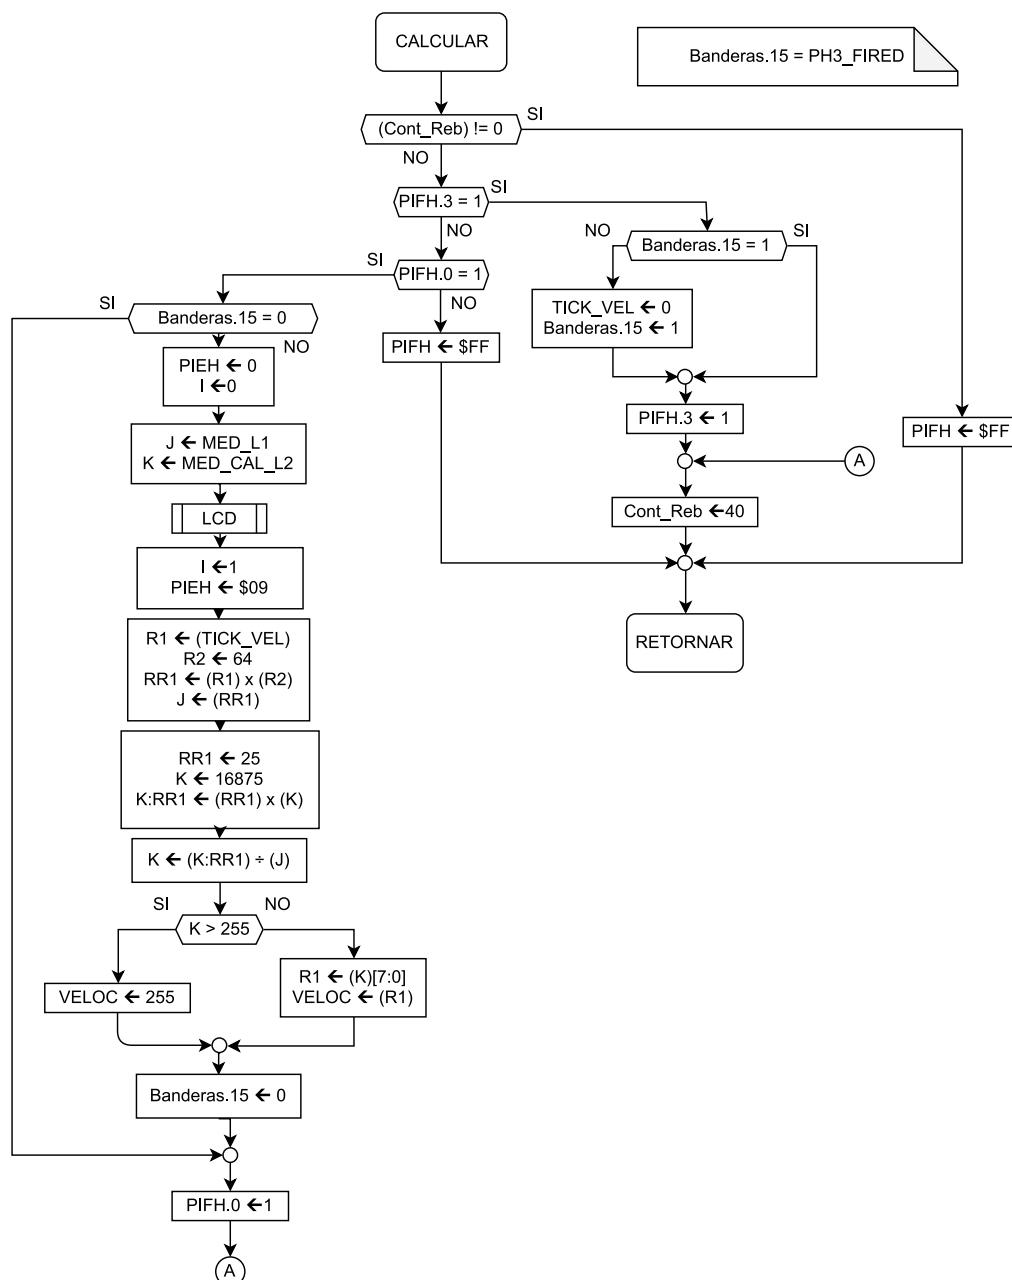 CALCULAR
Banderas.15 = PH3_FIRED
(Cont_Reb) != 0
SI
NO
PIFH.3 = 1
SI
NO
PIFH.0 = 1
SI
NO
PIFH ← $FF
Banderas.15 = 1
NO
SI
TICK_VEL ← 0
Banderas.15 ← 1
PIFH.3 ← 1
A
Cont_Reb ←40
PIFH ← $FF
RETORNAR
Banderas.15 = 0
SI
NO
PIEH ← 0
I ←0
J ← MED_L1
K ← MED_CAL_L2
LCD
I ←1
PIEH ← $09
R1 ← (TICK_VEL)
R2 ← 64
RR1 ← (R1) x (R2)
J ← (RR1)
RR1 ← 25
K ← 16875
K:RR1 ← (RR1) x (K)
K ← (K:RR1) ÷ (J)
SI
NO
K > 255
VELOC ← 255
R1 ← (K)[7:0]
VELOC ← (R1)
Banderas.15 ← 0
PIFH.0 ←1
A